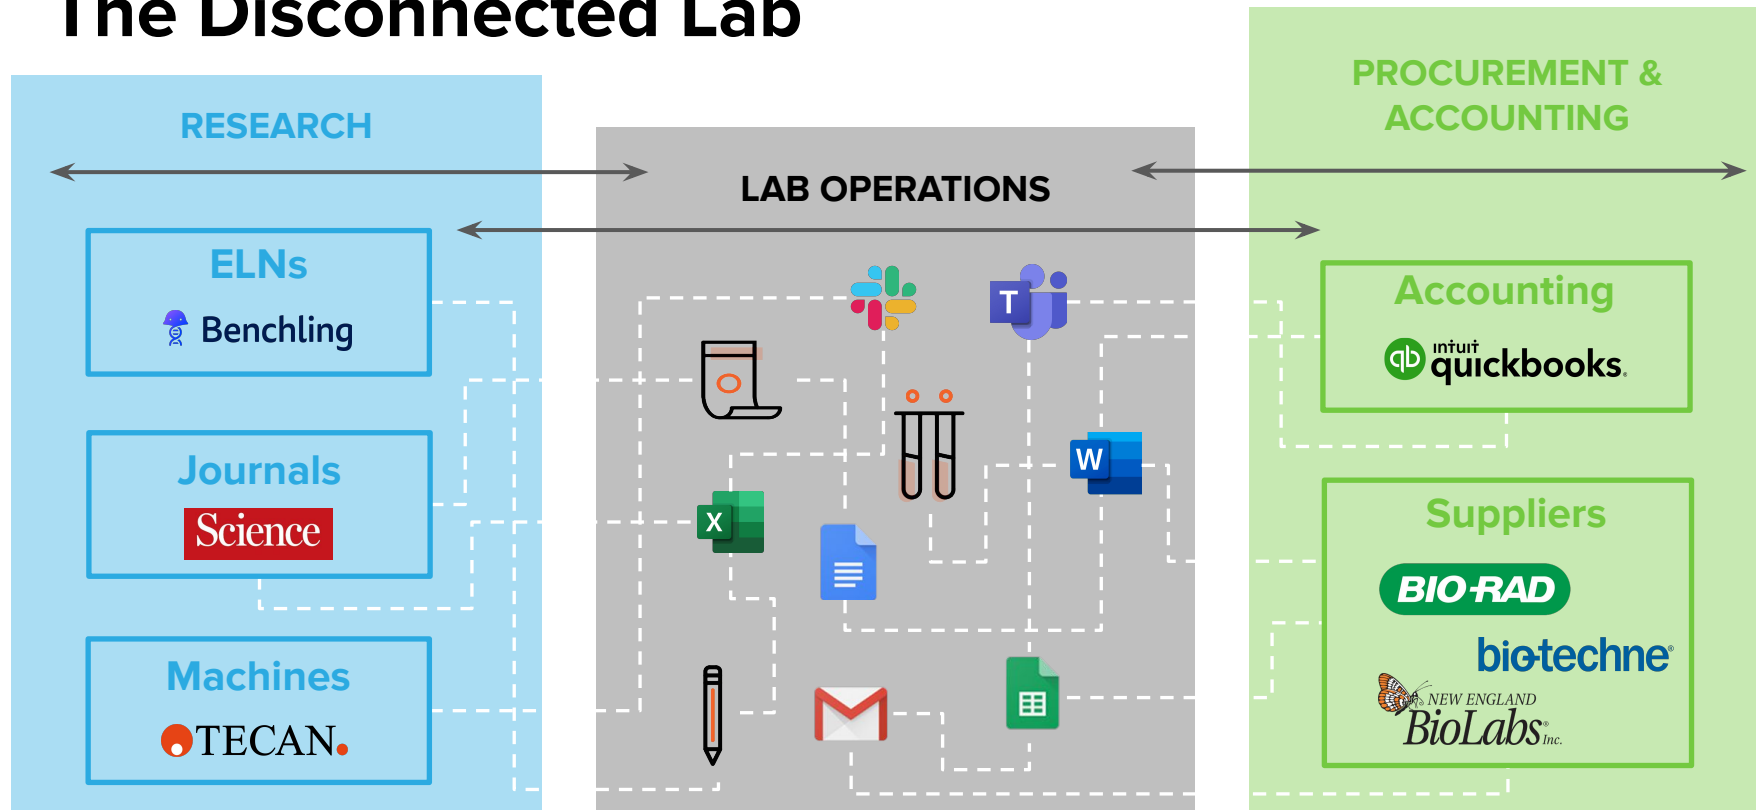 The Disconnected Lab
RESEARCH
ELNs
Benchling
Journals
Science
Machines
TECAN.
LAB OPERATIONS
T
W
X
PROCUREMENT &
ACCOUNTING
Accounting
qb
intuit
quickbooks.
Suppliers
BIO-RAD
bio-techne®
NEW ENGLAND
BioLabs® Inc.